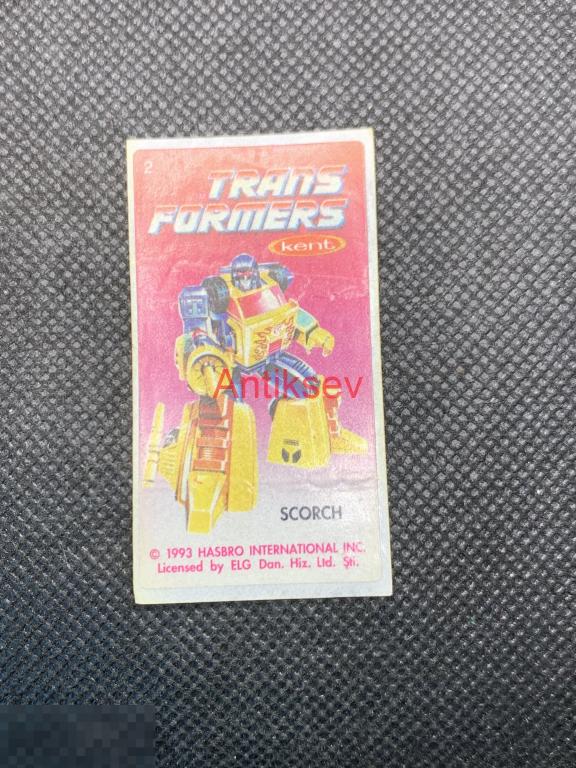 2
TRANS
FORMERS
kent
Antiksev
SCORCH
© 1993 HASBRO INTERNATIONAL INC.
Licensed by ELG Dan. Hiz. Ltd. Şti.